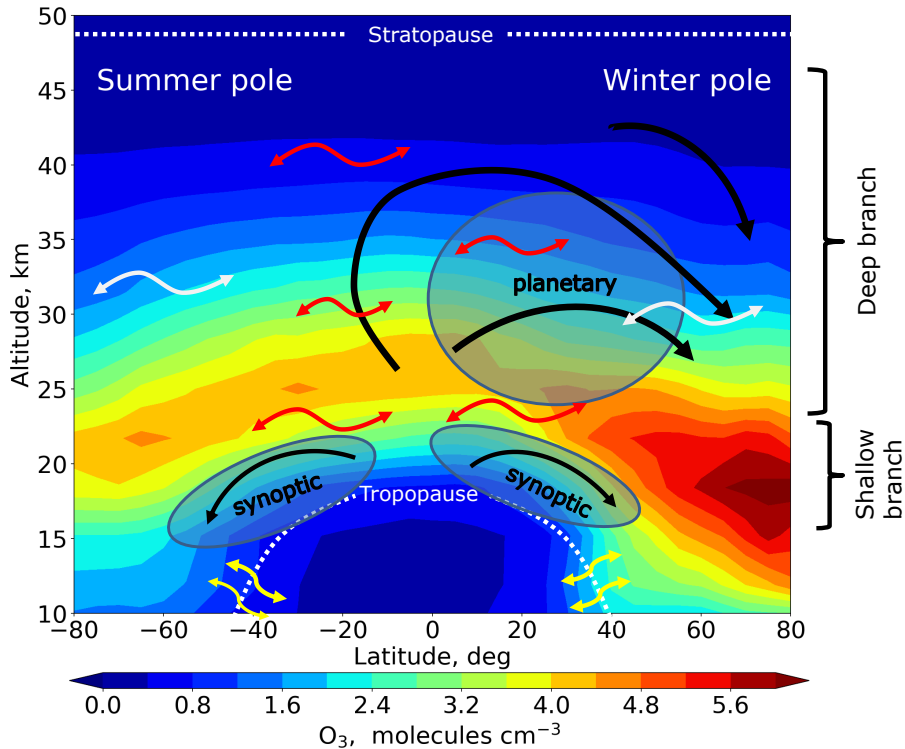 50
45
40
35
30
25
20
15
10
Altitude, km
Stratopause
Summer pole
Winter pole
planetary
synoptic
synoptic
Tropopause
Deep branch
Shallow
branch
−80 −60 −40 −20 0 20 40 60 80
Latitude, deg
0.0 0.8 1.6 2.4 3.2 4.0 4.8 5.6
O₃, molecules cm⁻³